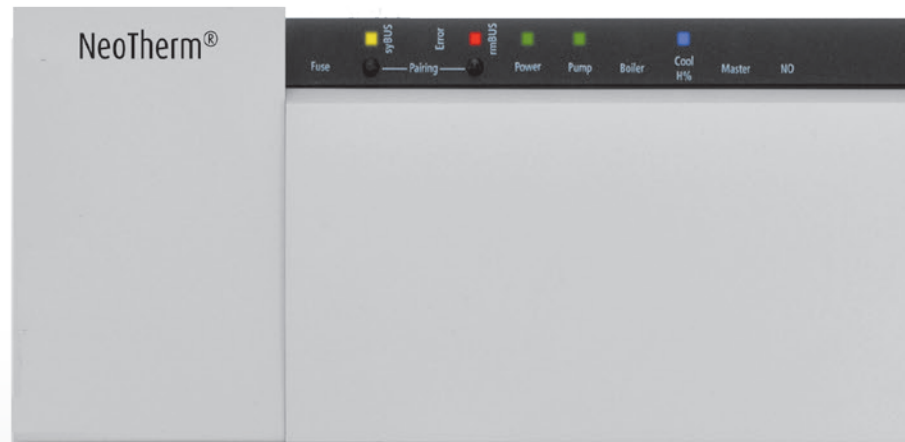 NeoTherm®
syBUS
Error
rmBUS
Fuse
Pairing
Power
Pump
Boiler
Cool
H%
Master
NO